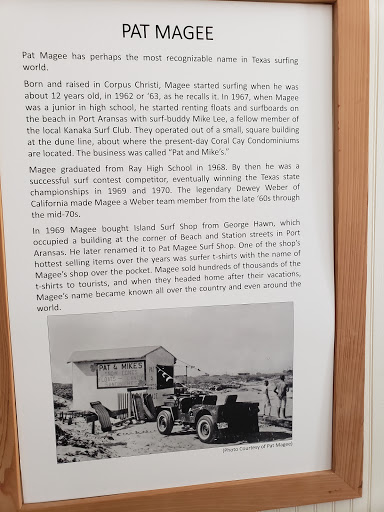 PAT MAGEE
Pat Magee has perhaps the most recognizable name in Texas surfing
world.
Born and raised in Corpus Christi, Magee started surfing when he was
about 12 years old, in 1962 or '63, as he recalls it. In 1967, when Magee
was a junior in high school, he started renting floats and surfboards on
the beach in Port Aransas with surf-buddy Mike Lee, a fellow member of
the local Kanaka Surf Club. They operated out of a small, square building
at the dune line, about where the present-day Coral Cay Condominiums
are located. The business was called "Pat and Mike's."
Magee graduated from Ray High School in 1968. By then he was a
successful surf contest competitor, eventually winning the Texas state
championships in 1969 and 1970. The legendary Dewey Weber of
California made Magee a Weber team member from the late '60s through
the mid-70s.
In 1969 Magee bought Island Surf Shop from George Hawn, which
occupied a building at the corner of Beach and Station streets in Port
Aransas. He later renamed it to Pat Magee Surf Shop. One of the shop's
hottest selling items over the years was surfer t-shirts with the name of
Magee's shop over the pocket. Magee sold hundreds of thousands of the
t-shirts to tourists, and when they headed home after their vacations,
Magee's name became known all over the country and even around the
world.
PAT & MIKE'S
(Photo Courtesy of Pat Magee)